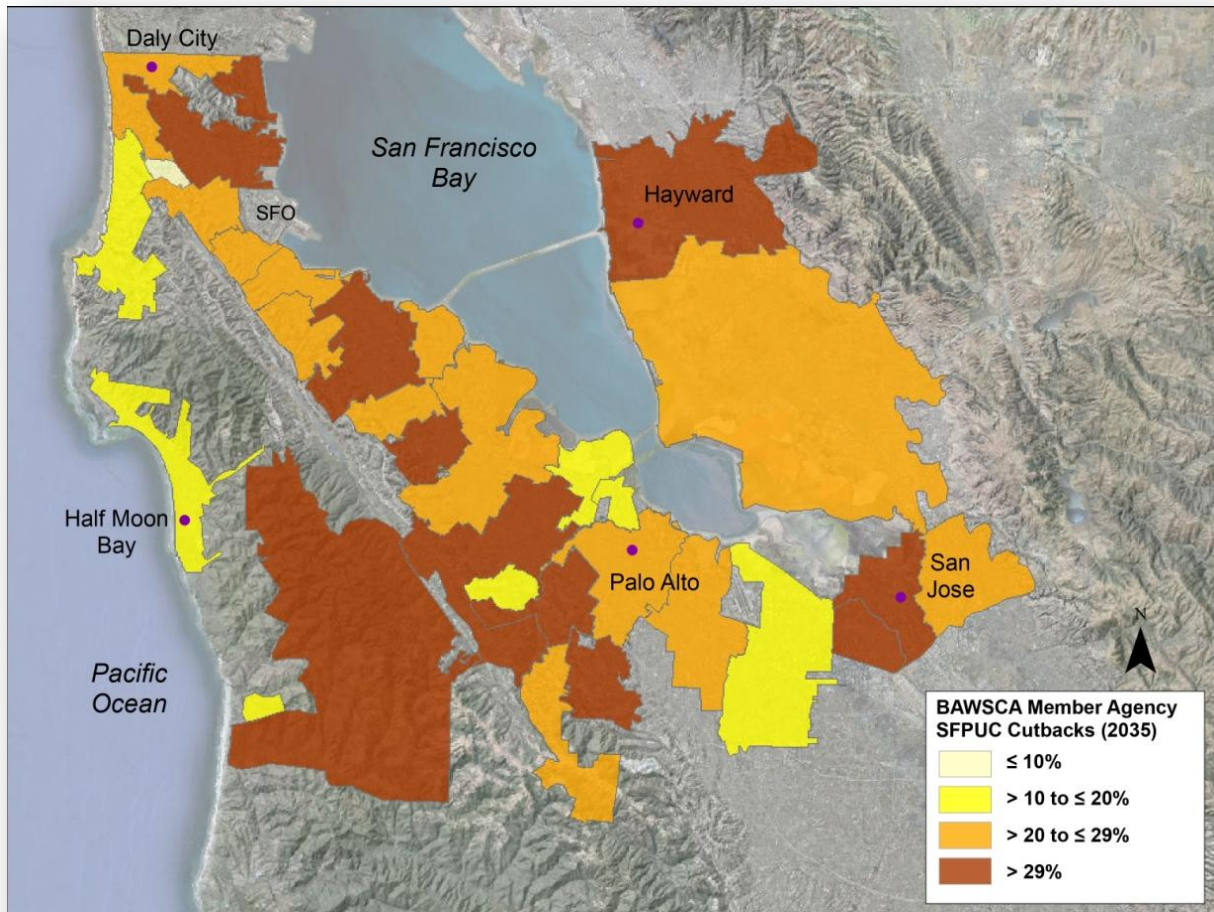 Daly City
San Francisco
Bay
Hayward
SFO
Half Moon
Bay
Palo Alto
San
Jose
Pacific
Ocean
N
BAWSCA Member Agency
SFPUC Cutbacks (2035)
≤ 10%
> 10 to ≤ 20%
> 20 to ≤ 29%
> 29%